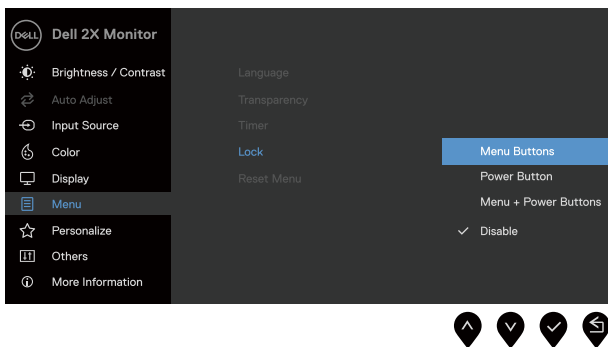 DELL Dell 2X Monitor
Brightness / Contrast
Auto Adjust
Input Source
Color
Display
Menu
Personalize
Others
More Information
Language
Transparency
Timer
Lock
Reset Menu
Menu Buttons
Power Button
Menu + Power Buttons
Disable